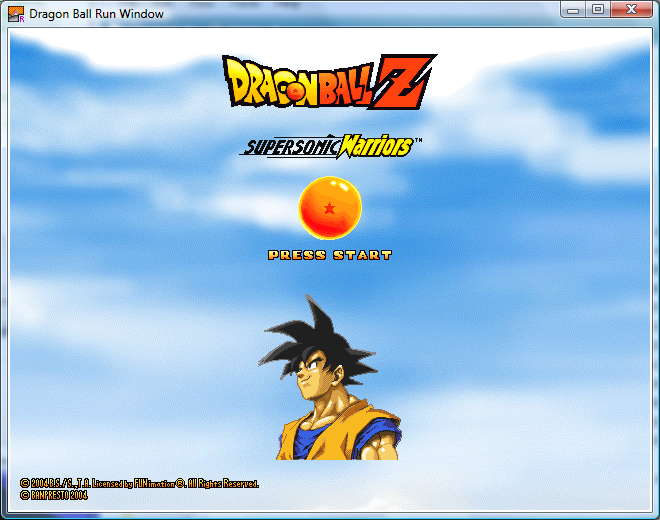 Dragon Ball Run Window
DRAGONBALL Z
SUPERSONIC Warriors™
PRESS START
© 2004 B.S./S.,T.A. Licensed by FUNimation ®. All Rights Reserved.
© BANPRESTO 2004